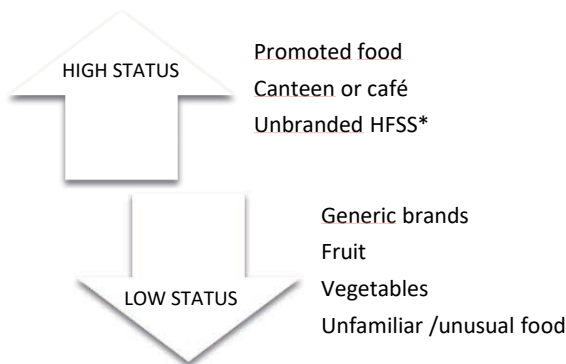 HIGH STATUS
Promoted food
Canteen or café
Unbranded HFSS*
LOW STATUS
Generic brands
Fruit
Vegetables
Unfamiliar /unusual food